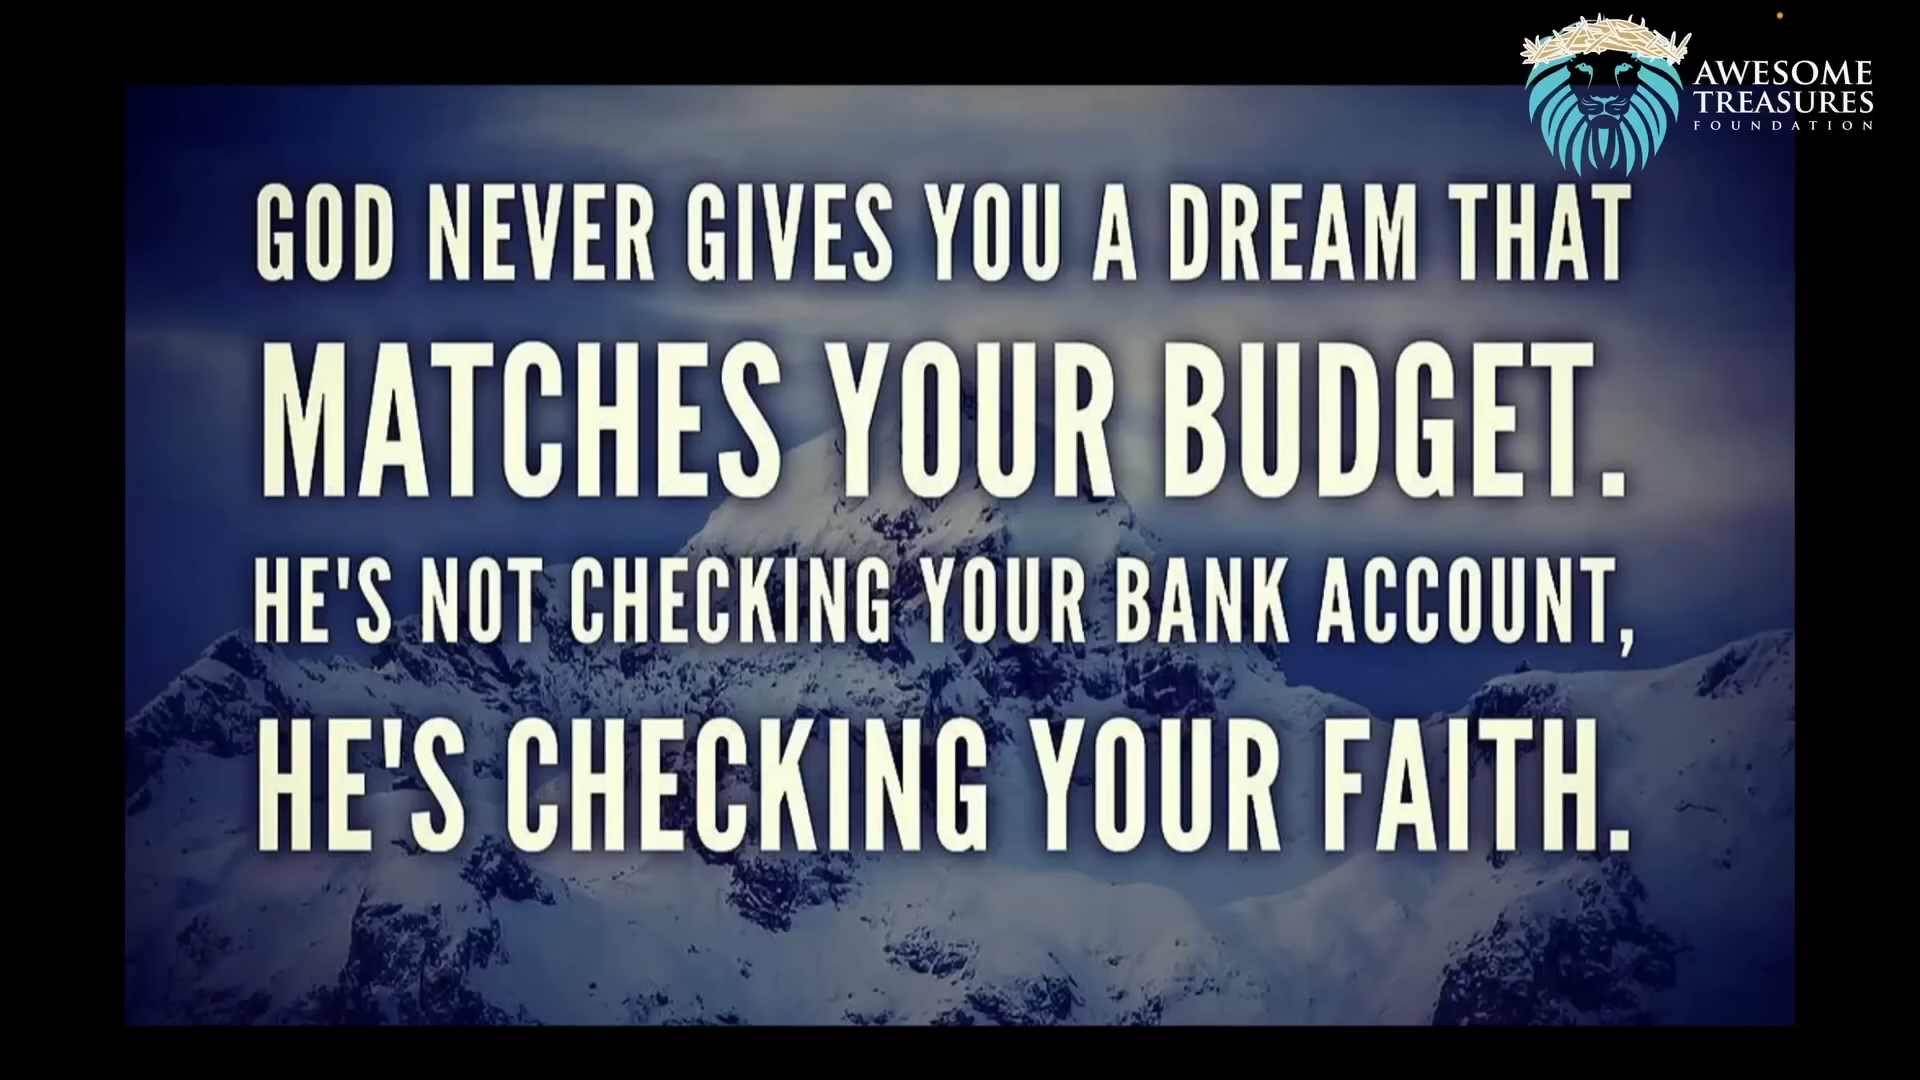 AWESOME
TREASURES
FOUNDATION
GOD NEVER GIVES YOU A DREAM THAT
MATCHES YOUR BUDGET.
HE'S NOT CHECKING YOUR BANK ACCOUNT,
HE'S CHECKING YOUR FAITH.